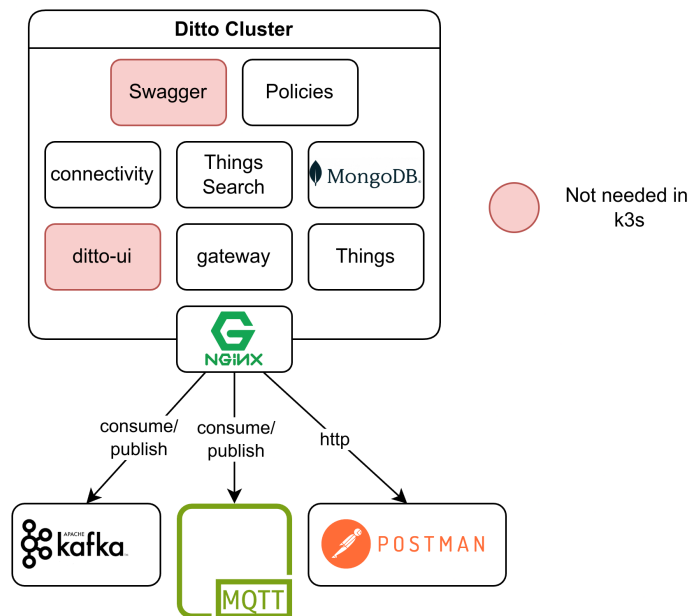 Ditto Cluster
Swagger
Policies
connectivity
Things
Search
MongoDB.
ditto-ui
gateway
Things
Not needed in
k3s
NGINX
consume/
publish
consume/
publish
http
APACHE
kafka
MQTT
POSTMAN